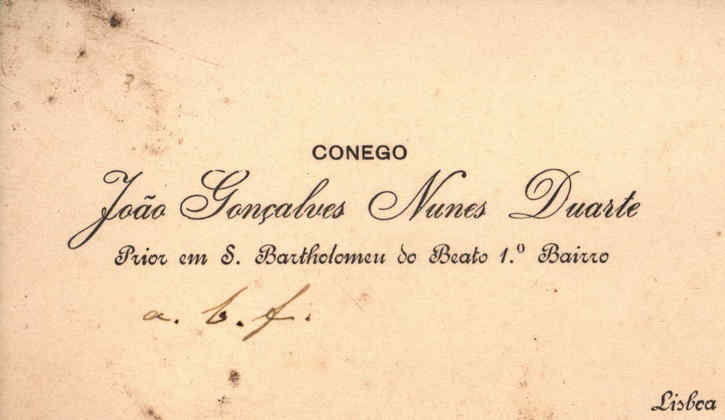 CONEGO
João Gonçalves Nunes Duarte
Prior em S. Bartholomeu do Beato 1.º Bairro
a. b. f.
Lisboa